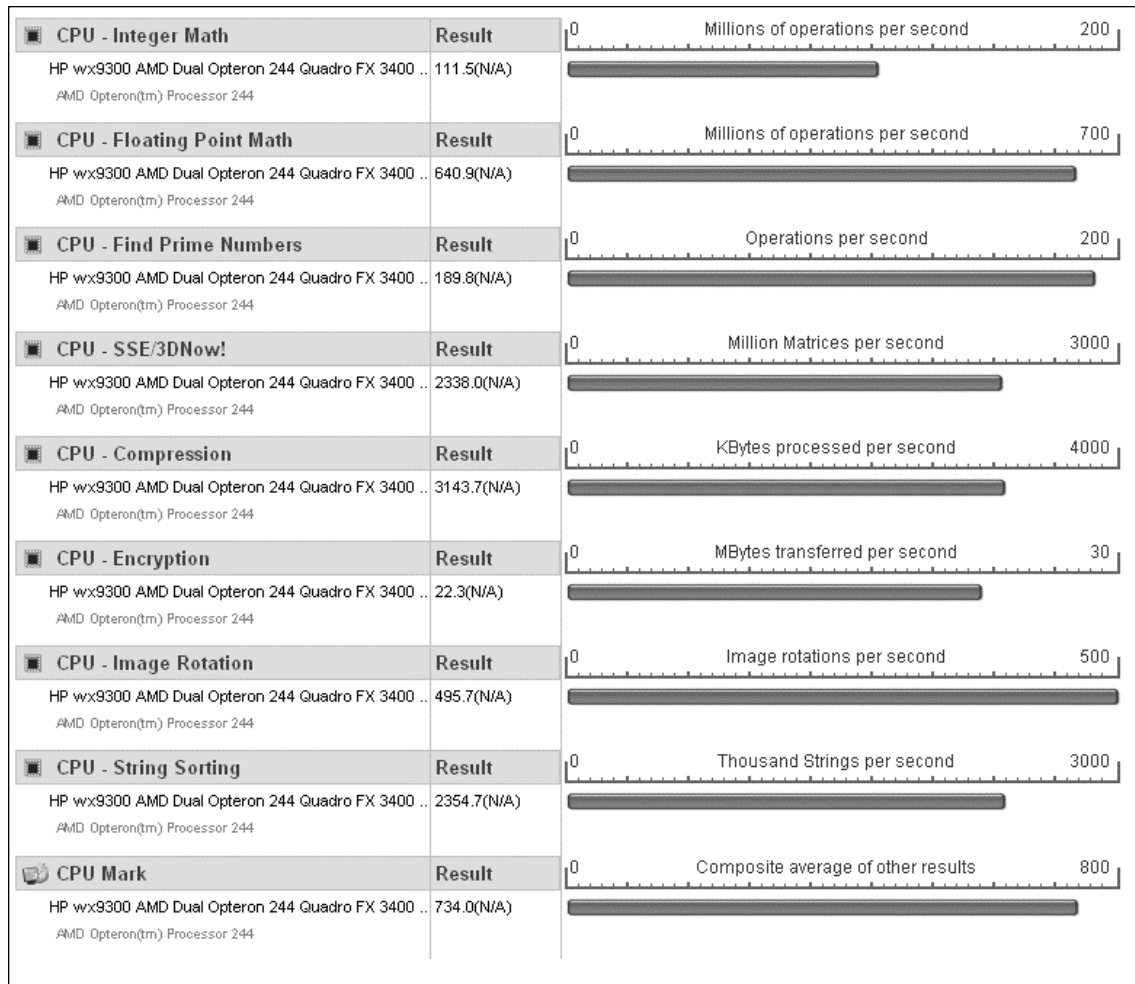 CPU - Integer Math Result 0 Millions of operations per second 200
HP wx9300 AMD Dual Opteron 244 Quadro FX 3400 .. 111.5(N/A)
AMD Opteron(tm) Processor 244
CPU - Floating Point Math Result 0 Millions of operations per second 700
HP wx9300 AMD Dual Opteron 244 Quadro FX 3400 .. 640.9(N/A)
AMD Opteron(tm) Processor 244
CPU - Find Prime Numbers Result 0 Operations per second 200
HP wx9300 AMD Dual Opteron 244 Quadro FX 3400 .. 189.8(N/A)
AMD Opteron(tm) Processor 244
CPU - SSE/3DNow! Result 0 Million Matrices per second 3000
HP wx9300 AMD Dual Opteron 244 Quadro FX 3400 .. 2338.0(N/A)
AMD Opteron(tm) Processor 244
CPU - Compression Result 0 KBytes processed per second 4000
HP wx9300 AMD Dual Opteron 244 Quadro FX 3400 .. 3143.7(N/A)
AMD Opteron(tm) Processor 244
CPU - Encryption Result 0 MBytes transferred per second 30
HP wx9300 AMD Dual Opteron 244 Quadro FX 3400 .. 22.3(N/A)
AMD Opteron(tm) Processor 244
CPU - Image Rotation Result 0 Image rotations per second 500
HP wx9300 AMD Dual Opteron 244 Quadro FX 3400 .. 495.7(N/A)
AMD Opteron(tm) Processor 244
CPU - String Sorting Result 0 Thousand Strings per second 3000
HP wx9300 AMD Dual Opteron 244 Quadro FX 3400 .. 2354.7(N/A)
AMD Opteron(tm) Processor 244
CPU Mark Result 0 Composite average of other results 800
HP wx9300 AMD Dual Opteron 244 Quadro FX 3400 .. 734.0(N/A)
AMD Opteron(tm) Processor 244